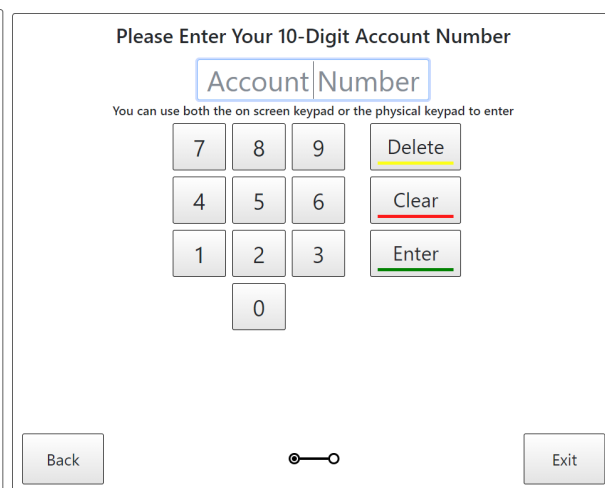 Please Enter Your 10-Digit Account Number
Account Number
You can use both the on screen keypad or the physical keypad to enter
7 8 9 Delete
4 5 6 Clear
1 2 3 Enter
0
Back Exit